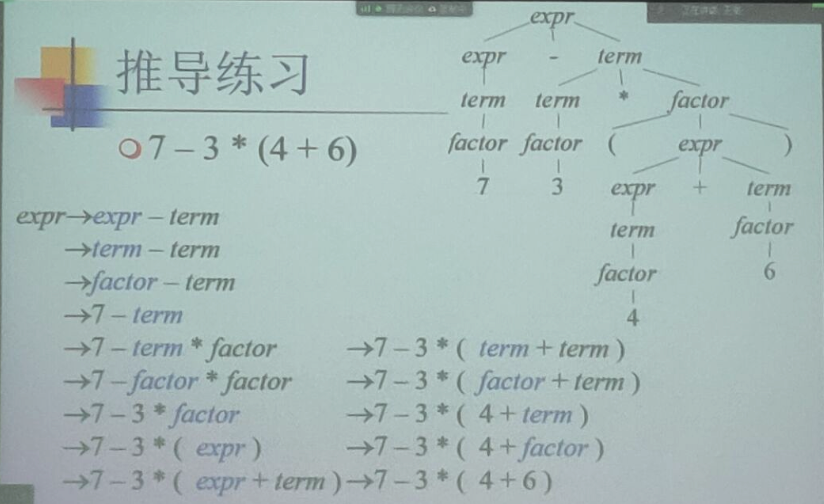 推导练习
7 – 3 * (4 + 6)
expr→expr – term
→term – term
→factor – term
→7 – term
→7 – term * factor
→7 – factor * factor
→7 – 3 * factor
→7 – 3 * ( expr )
→7 – 3 * ( expr + term )
→7 – 3 * ( term + term )
→7 – 3 * ( factor + term )
→7 – 3 * ( 4 + term )
→7 – 3 * ( 4 + factor )
→7 – 3 * ( 4 + 6 )
expr
expr - term
term term * factor
factor factor ( expr )
7 3 expr + term
term factor
factor 6
4